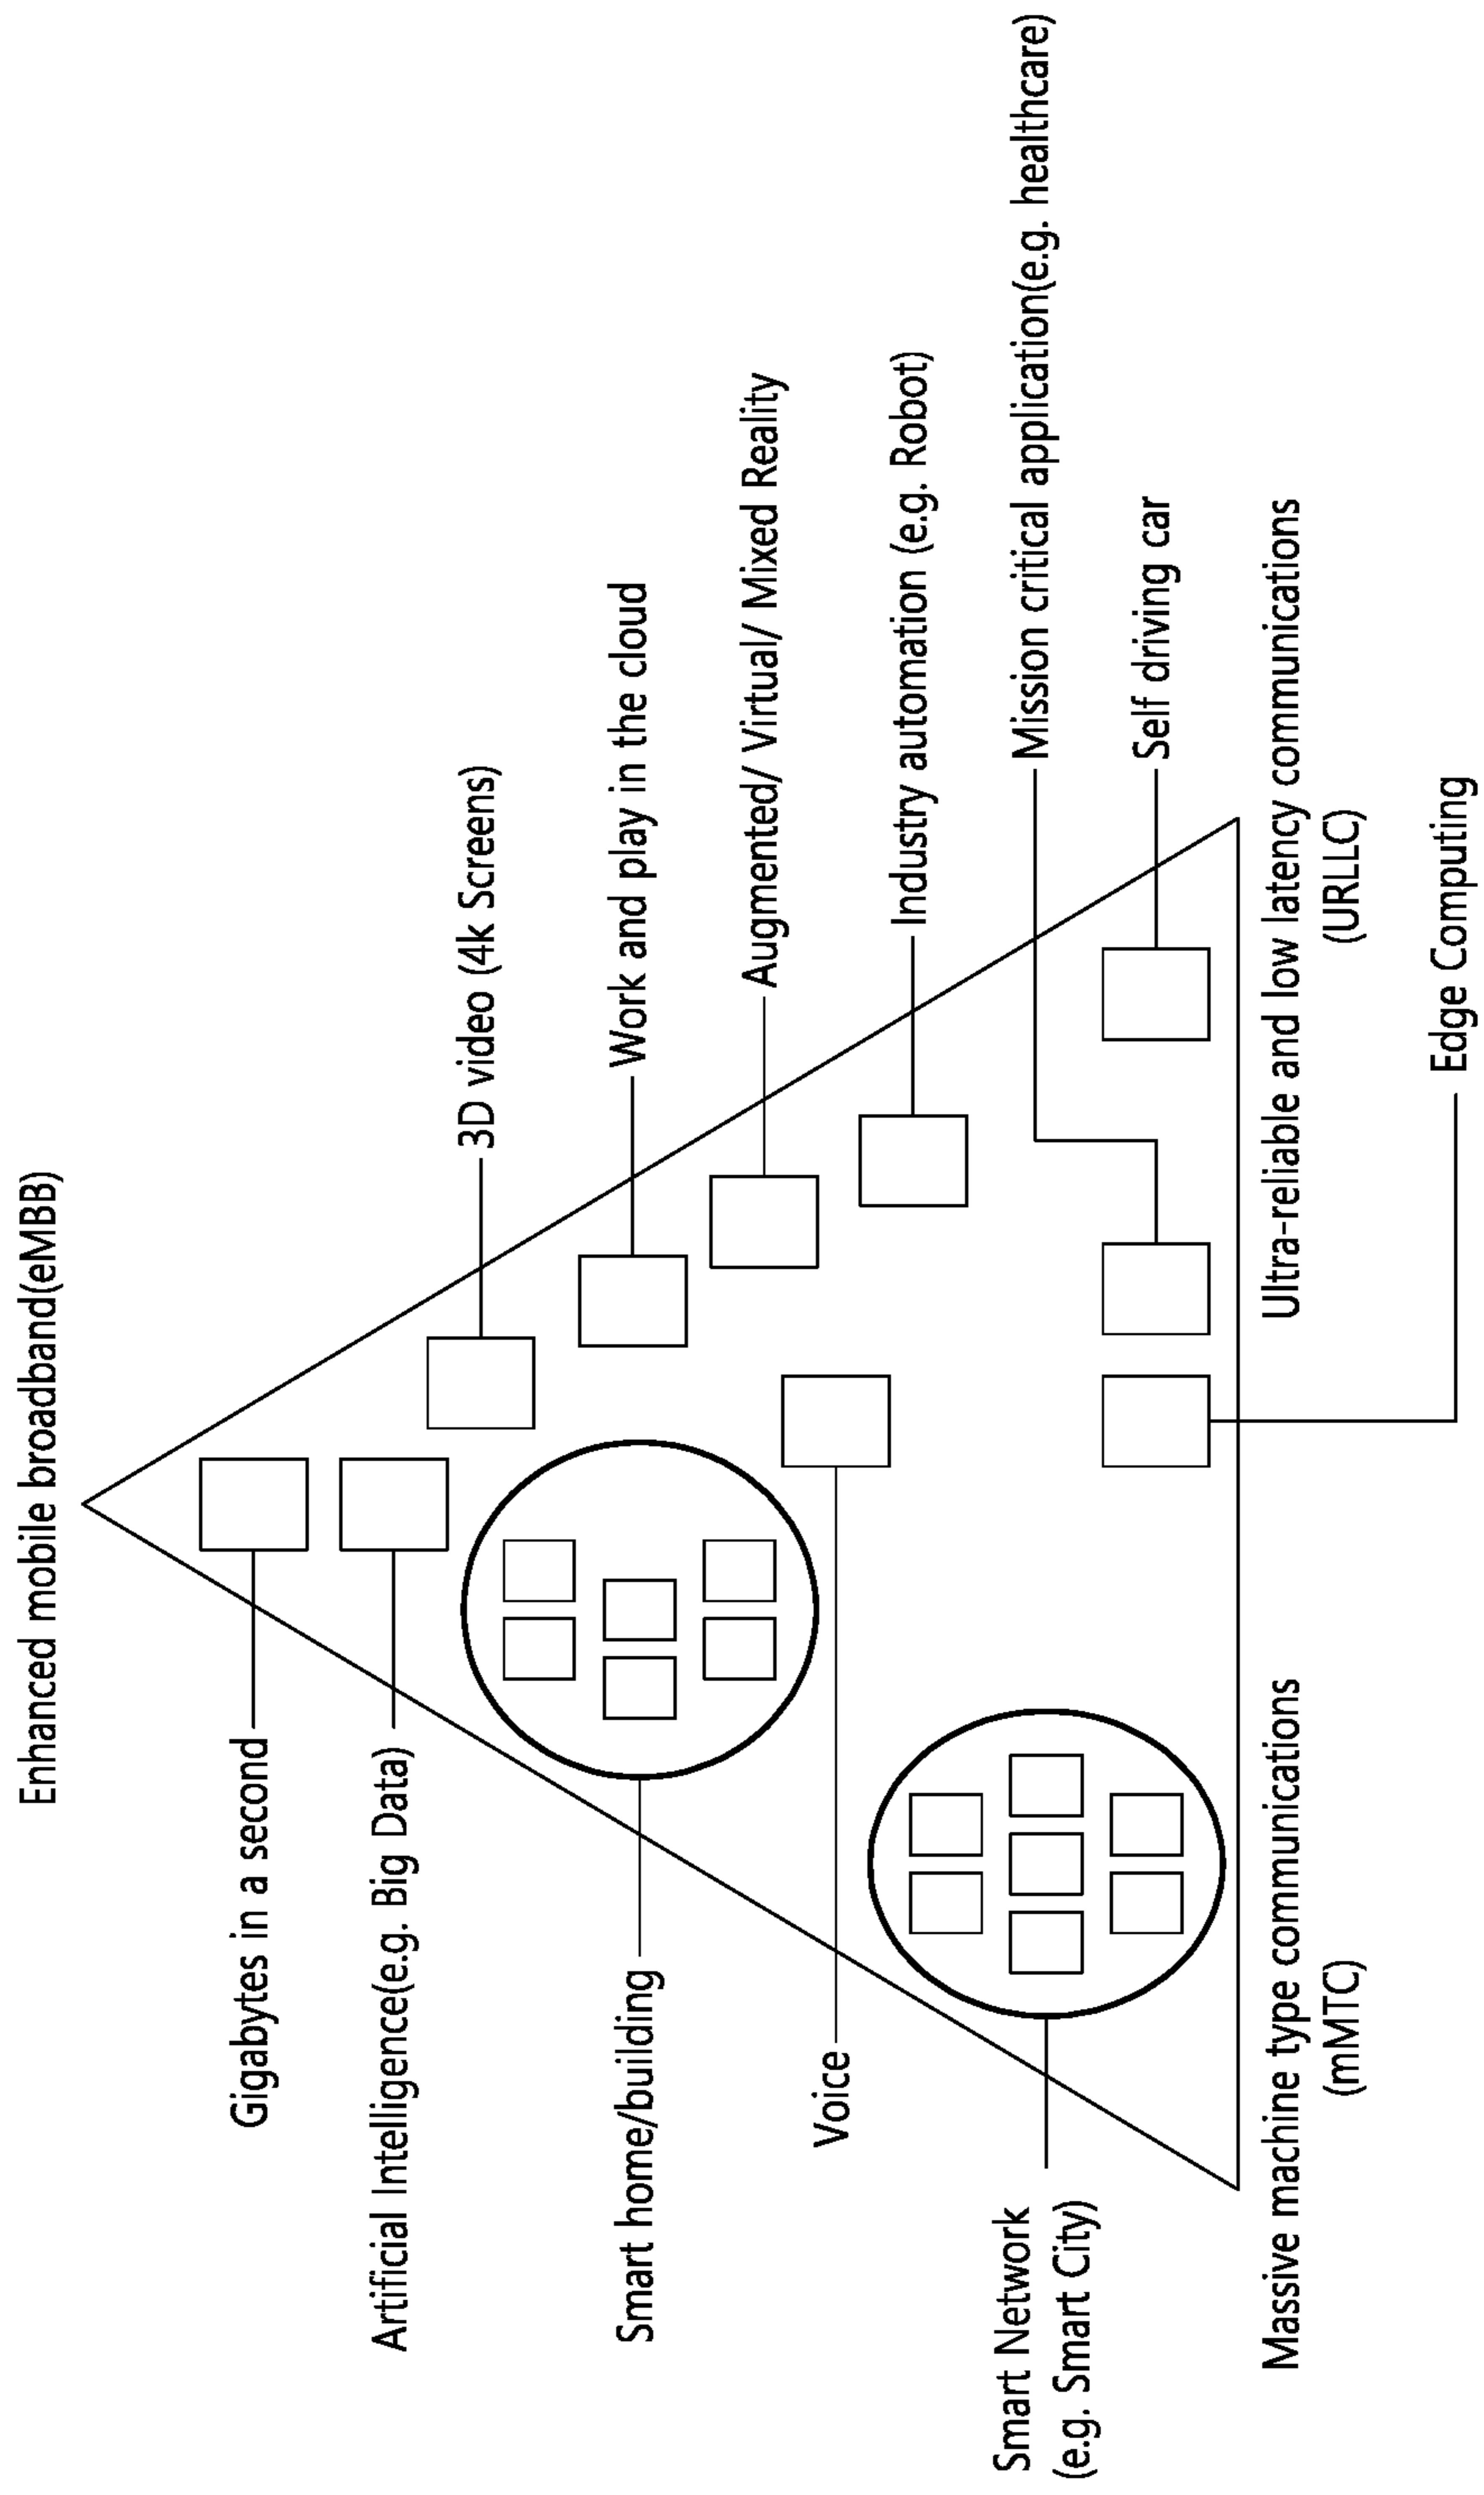 Enhanced mobile broadband(eMBB)
Gigabytes in a second
Artificial Intelligence(e.g. Big Data)
3D video (4k Screens)
Smart home/building
Work and play in the cloud
Augmented/ Virtual/ Mixed Reality
Voice
Industry automation (e.g. Robot)
Smart Network
(e.g. Smart City)
Mission critical application(e.g. healthcare)
Self driving car
Massive machine type communications
(mMTC)
Ultra-reliable and low latency communications
(URLLC)
Edge Computing